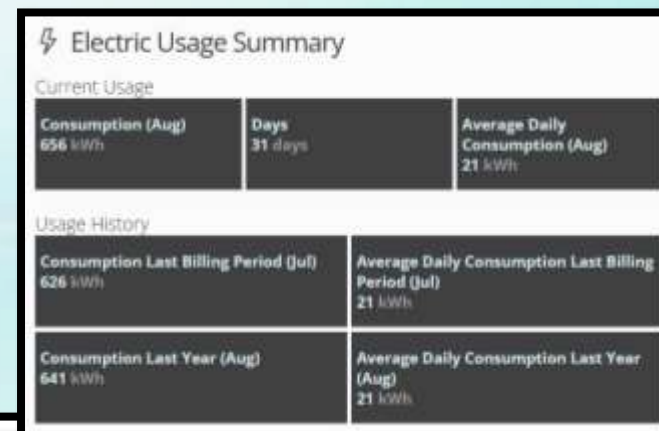 Electric Usage Summary
Current Usage
Consumption (Aug)
656 kWh
Days
31 days
Average Daily
Consumption (Aug)
21 kWh
Usage History
Consumption Last Billing Period (Jul)
626 kWh
Average Daily Consumption Last Billing
Period (Jul)
21 kWh
Consumption Last Year (Aug)
641 kWh
Average Daily Consumption Last Year
(Aug)
21 kWh